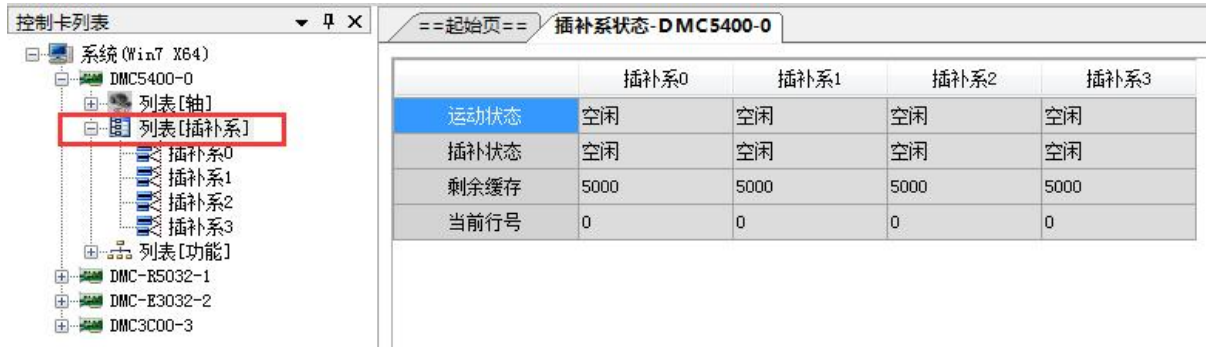 控制卡列表
系统(Win7 X64)
DMC5400-0
列表[轴]
列表[插补系]
插补系0
插补系1
插补系2
插补系3
列表[功能]
DMC-R5032-1
DMC-E3032-2
DMC3C00-3
==起始页== 插补系状态-DMC5400-0
插补系0 插补系1 插补系2 插补系3
运动状态 空闲 空闲 空闲 空闲
插补状态 空闲 空闲 空闲 空闲
剩余缓存 5000 5000 5000 5000
当前行号 0 0 0 0